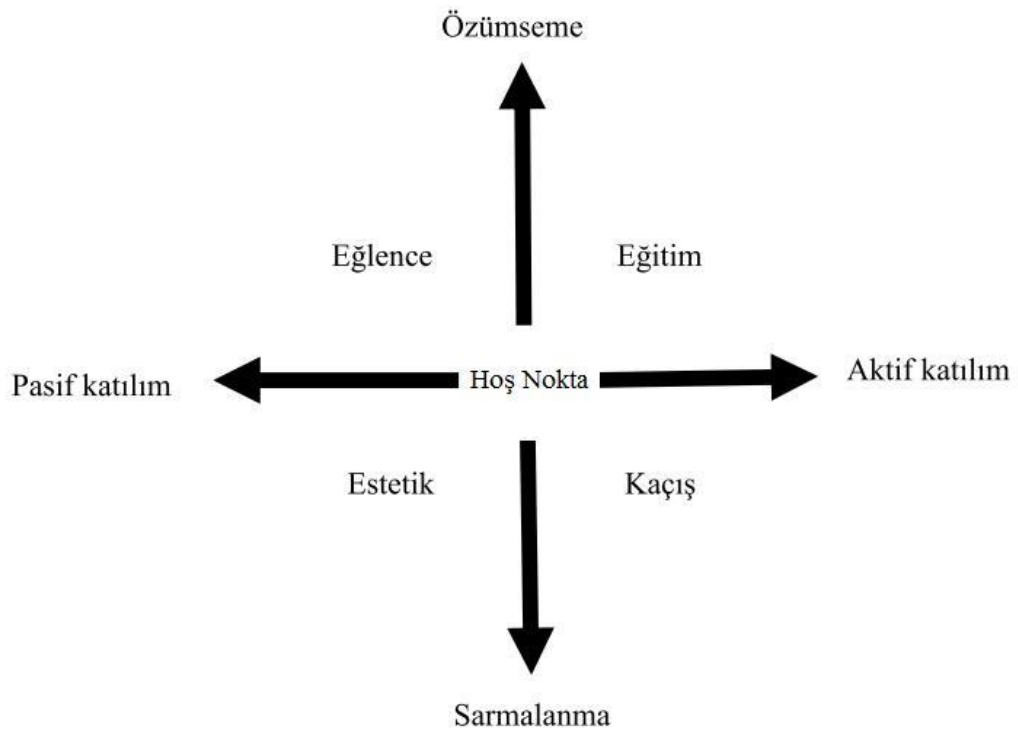 Özümseme
Eğlence
Eğitim
Pasif katılım
Hoş Nokta
Aktif katılım
Estetik
Kaçış
Sarmalanma